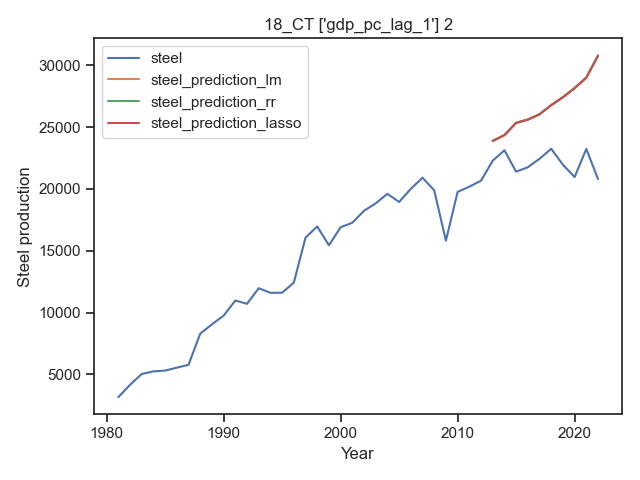 18_CT ['gdp_pc_lag_1'] 2
steel
steel_prediction_lm
steel_prediction_rr
steel_prediction_lasso
Steel production
30000
25000
20000
15000
10000
5000
1980
1990
2000
2010
2020
Year